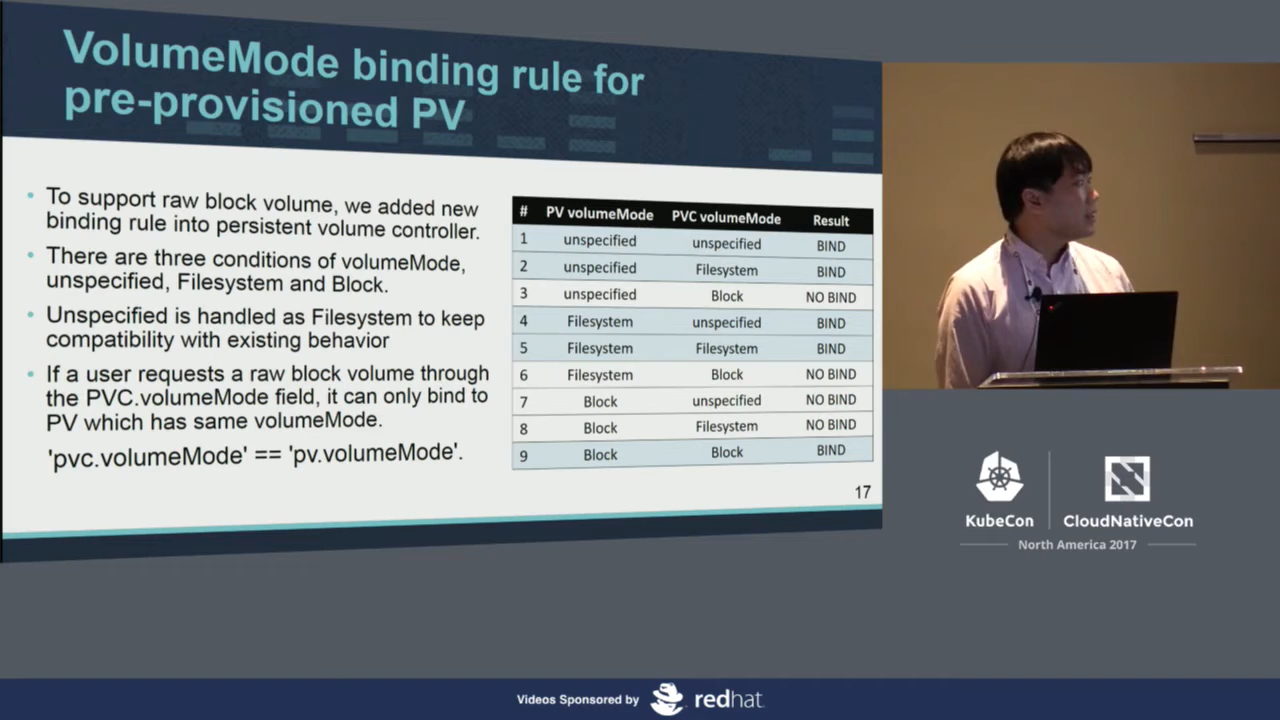 VolumeMode binding rule for
pre-provisioned PV
• To support raw block volume, we added new
binding rule into persistent volume controller.
• There are three conditions of volumeMode,
unspecified, Filesystem and Block.
• Unspecified is handled as Filesystem to keep
compatibility with existing behavior
• If a user requests a raw block volume through
the PVC.volumeMode field, it can only bind to
PV which has same volumeMode.
'pvc.volumeMode' == 'pv.volumeMode'.
# PV volumeMode PVC volumeMode Result
1 unspecified unspecified BIND
2 unspecified Filesystem BIND
3 unspecified Block NO BIND
4 Filesystem unspecified BIND
5 Filesystem Filesystem BIND
6 Filesystem Block NO BIND
7 Block unspecified NO BIND
8 Block Filesystem NO BIND
9 Block Block BIND
17
KubeCon CloudNativeCon
North America 2017
Videos Sponsored by redhat